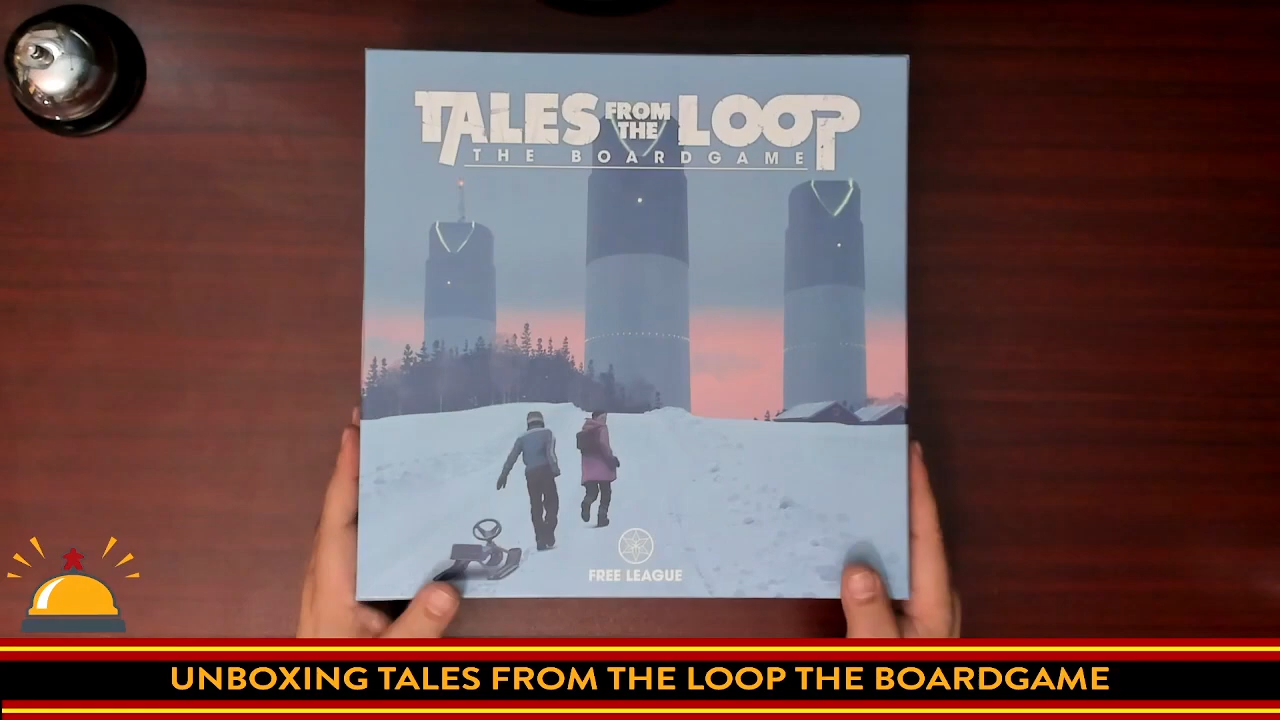 TALES FROM THE LOOP
THE BOARDGAME
FREE LEAGUE
UNBOXING TALES FROM THE LOOP THE BOARDGAME